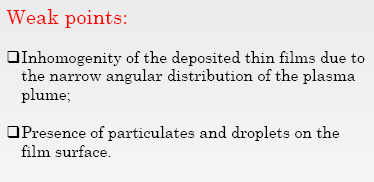 Weak points:
❑Inhomogenity of the deposited thin films due to
the narrow angular distribution of the plasma
plume;
❑Presence of particulates and droplets on the
film surface.